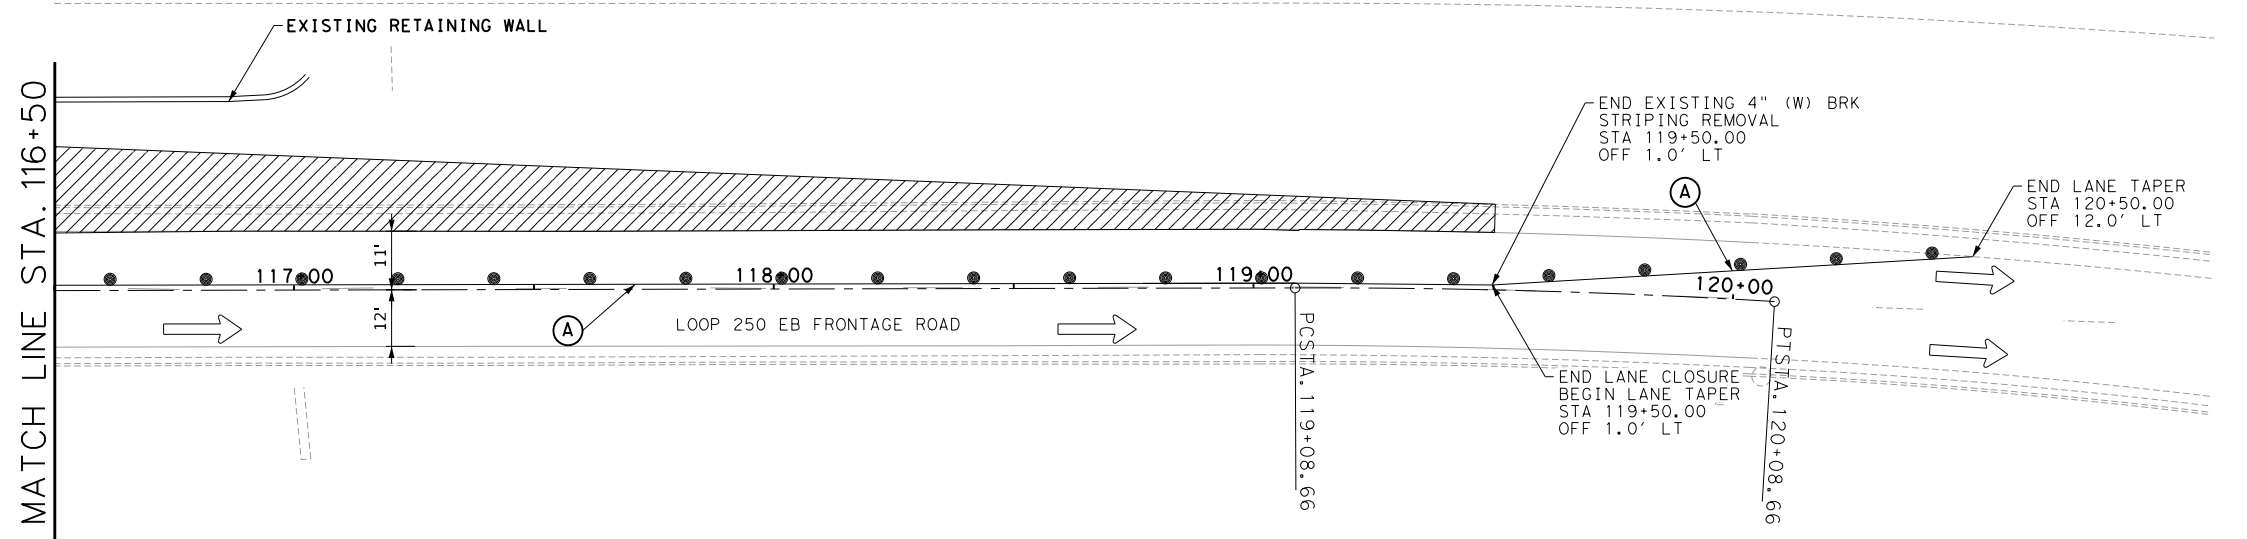 EXISTING RETAINING WALL
MATCH LINE STA. 116+50
END EXISTING 4" (W) BRK
STRIPING REMOVAL
STA 119+50.00
OFF 1.0' LT
A
END LANE TAPER
STA 120+50.00
OFF 12.0' LT
11'
117+00
118+00
119+00
120+00
12'
A
LOOP 250 EB FRONTAGE ROAD
PCSTA.119+08.66
PTSTA.120+08.66
END LANE CLOSURE
BEGIN LANE TAPER
STA 119+50.00
OFF 1.0' LT